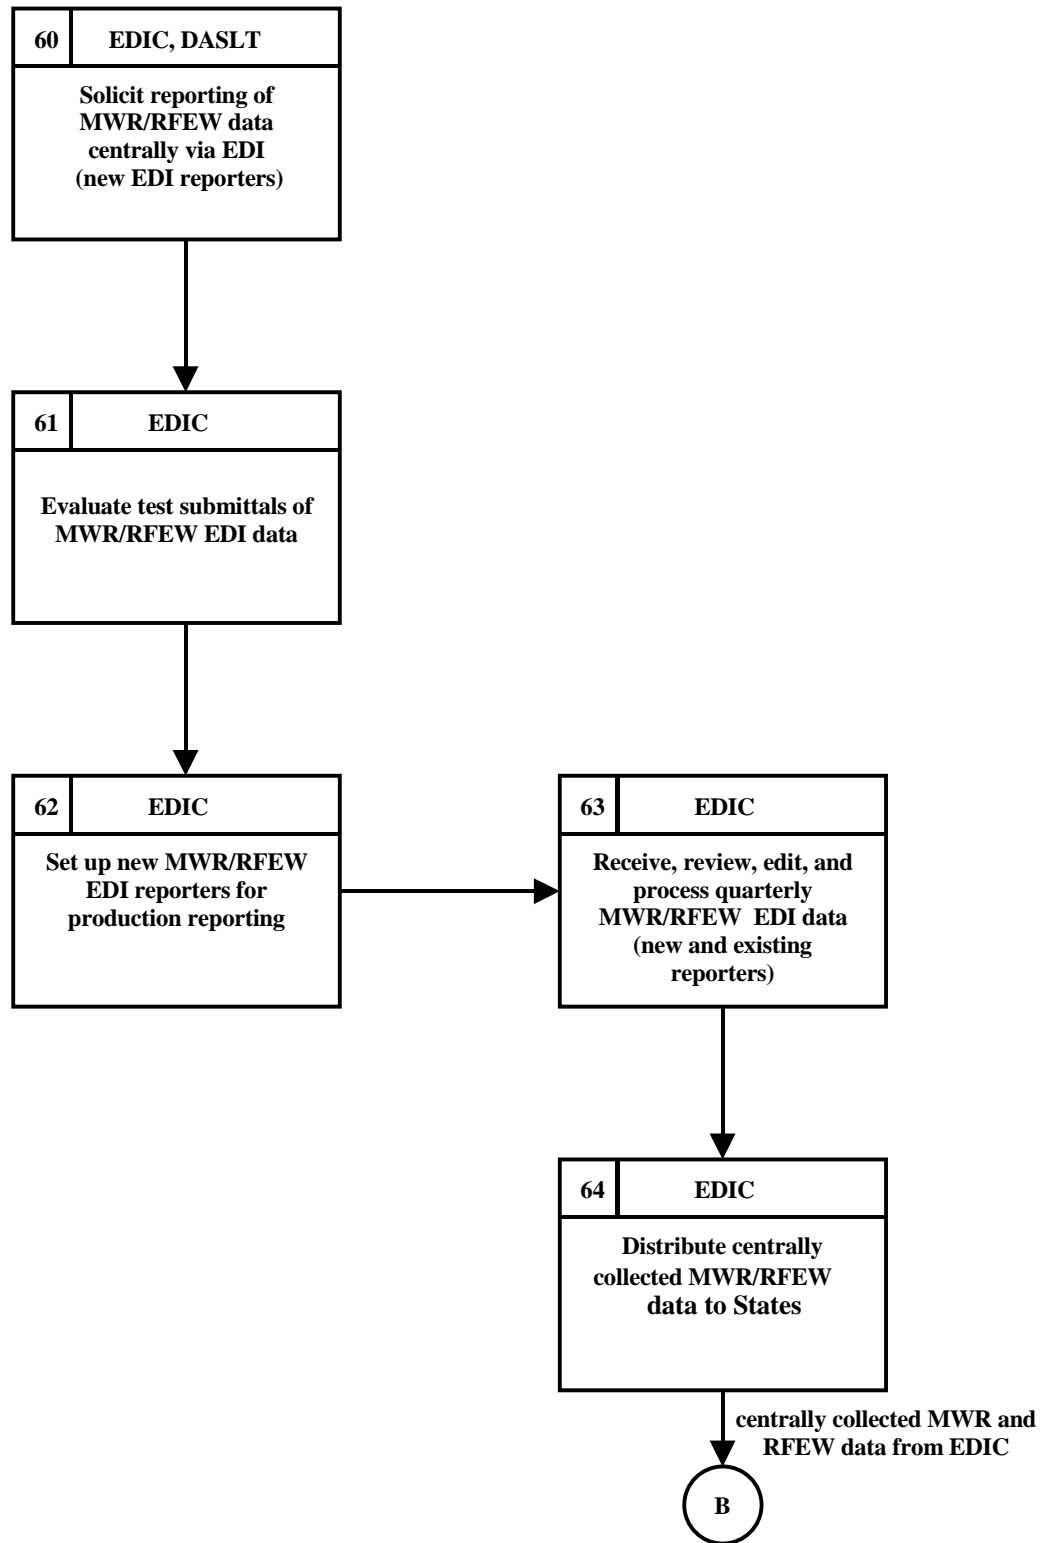 60 EDIC, DASLT
Solicit reporting of
MWR/RFEW data
centrally via EDI
(new EDI reporters)
61 EDIC
Evaluate test submittals of
MWR/RFEW EDI data
62 EDIC
Set up new MWR/RFEW
EDI reporters for
production reporting
63 EDIC
Receive, review, edit, and
process quarterly
MWR/RFEW EDI data
(new and existing
reporters)
64 EDIC
Distribute centrally
collected MWR/RFEW
data to States
centrally collected MWR and
RFEW data from EDIC
B